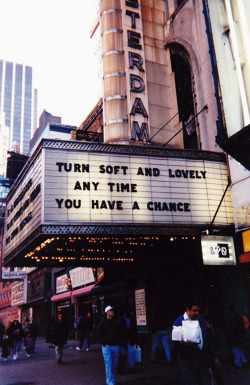 STERDAM
TURN SOFT AND LOVELY
ANY TIME
YOU HAVE A CHANCE